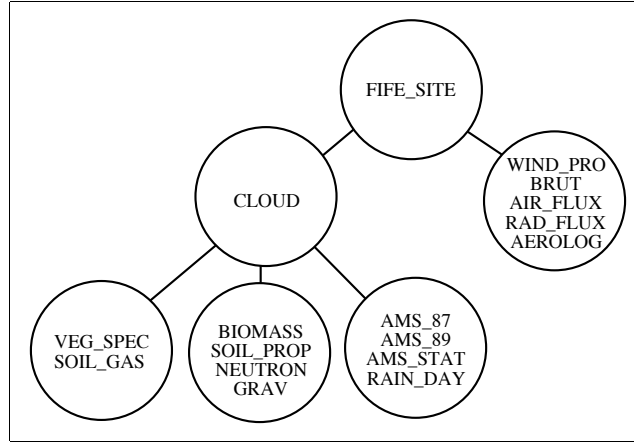 FIFE_SITE
CLOUD
WIND_PRO
BRUT
AIR_FLUX
RAD_FLUX
AEROLOG
VEG_SPEC
SOIL_GAS
BIOMASS
SOIL_PROP
NEUTRON
GRAV
AMS_87
AMS_89
AMS_STAT
RAIN_DAY